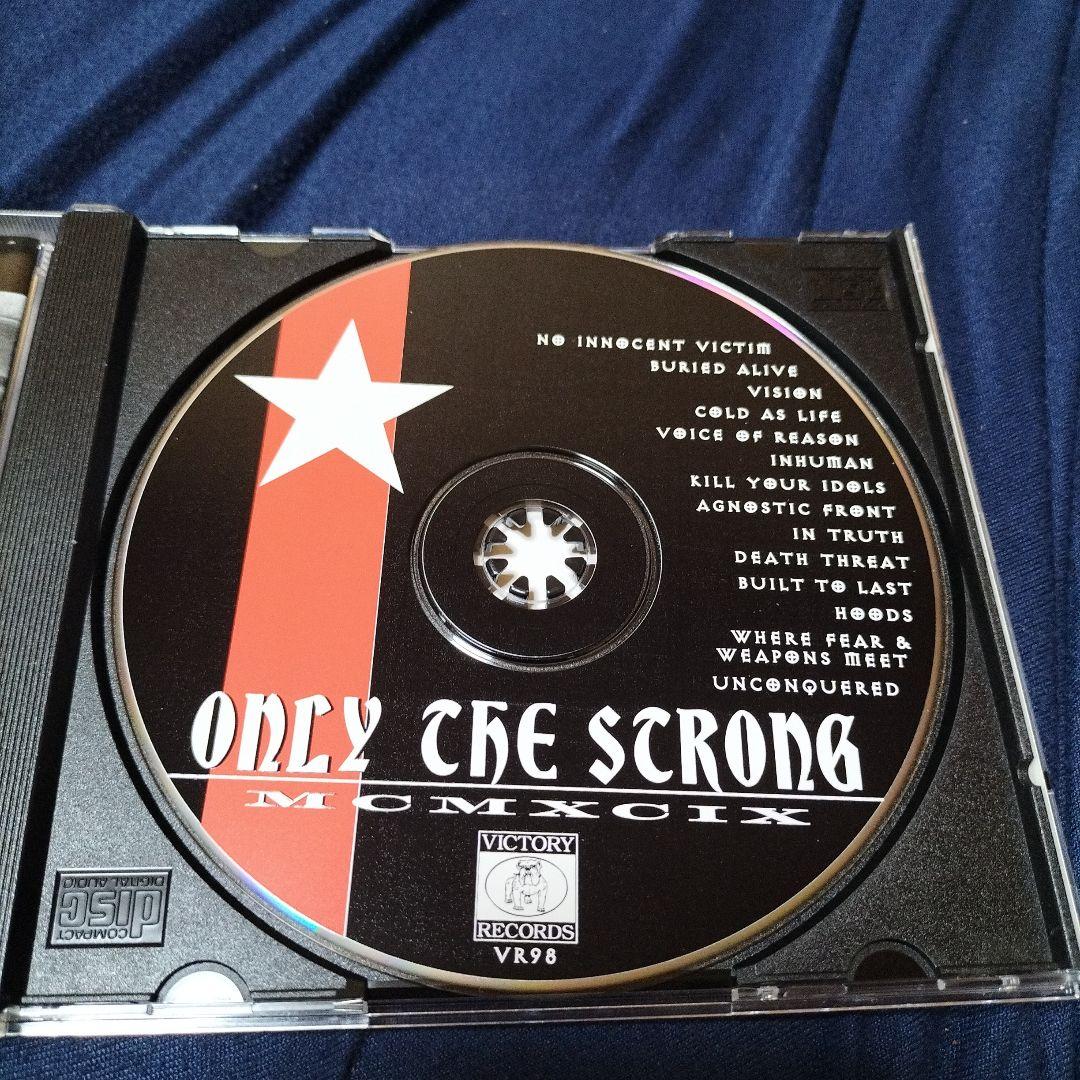 NO INNOCENT VICTIM
BURIED ALIVE
VISION
COLD AS LIFE
VOICE OF REASON
INHUMAN
KILL YOUR IDOLS
AGNOSTIC FRONT
IN TRUTH
DEATH THREAT
BUILT TO LAST
HOODS
WHERE FEAR &
WEAPONS MEET
UNCONQUERED
ONLY THE STRONG
MCMXCIX
VICTORY
RECORDS
VR98
COMPACT
disc
DIGITAL AUDIO